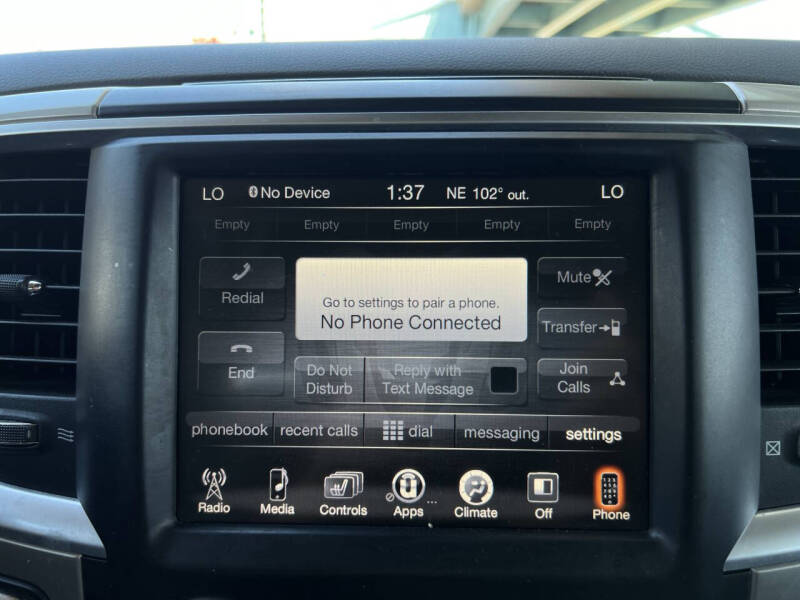 LO No Device 1:37 NE 102° out. LO
Empty Empty Empty Empty Empty
Redial
Go to settings to pair a phone.
No Phone Connected
Mute
Transfer
End
Do Not
Disturb
Reply with
Text Message
Join
Calls
phonebook recent calls dial messaging settings
Radio Media Controls Apps ... Climate Off Phone